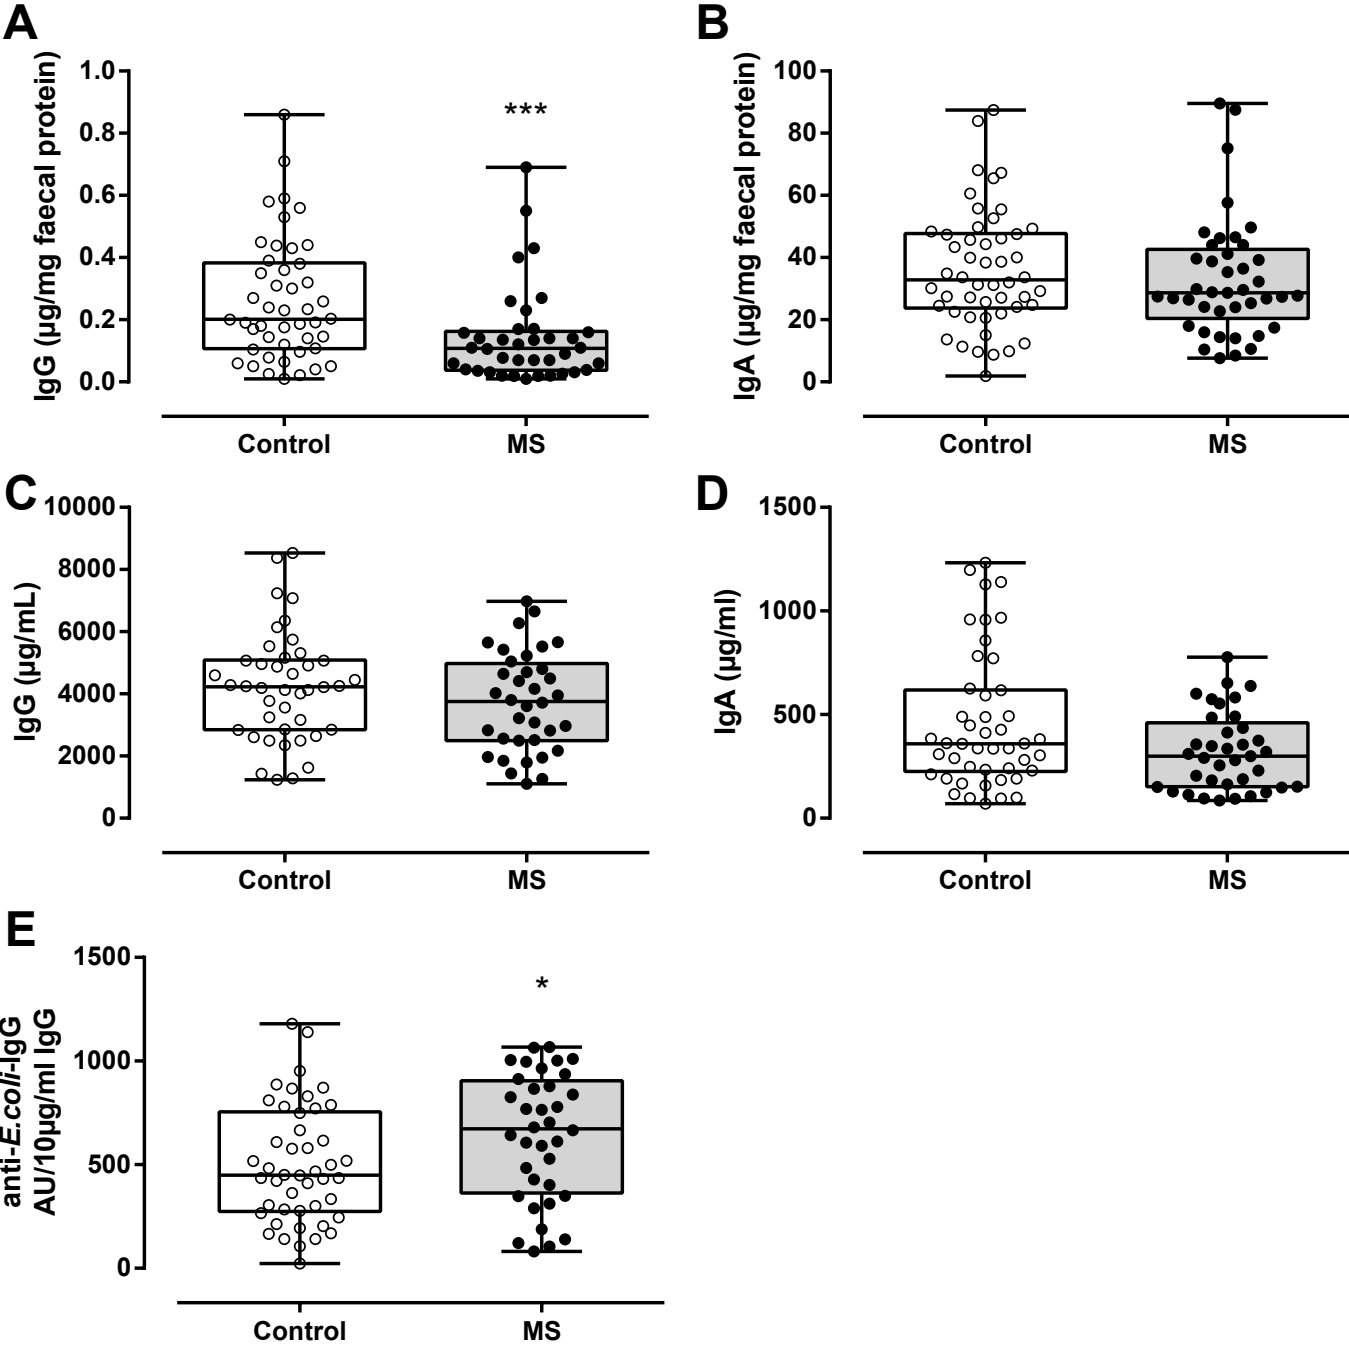 A
IgG (µg/mg faecal protein)
1.0
0.8
0.6
0.4
0.2
0.0
***
Control
MS
B
IgA (µg/mg faecal protein)
100
80
60
40
20
0
Control
MS
C
IgG (µg/mL)
10000
8000
6000
4000
2000
0
Control
MS
D
IgA (µg/ml)
1500
1000
500
0
Control
MS
E
anti-E.coli-IgG
AU/10µg/ml IgG
1500
1000
500
0
*
Control
MS